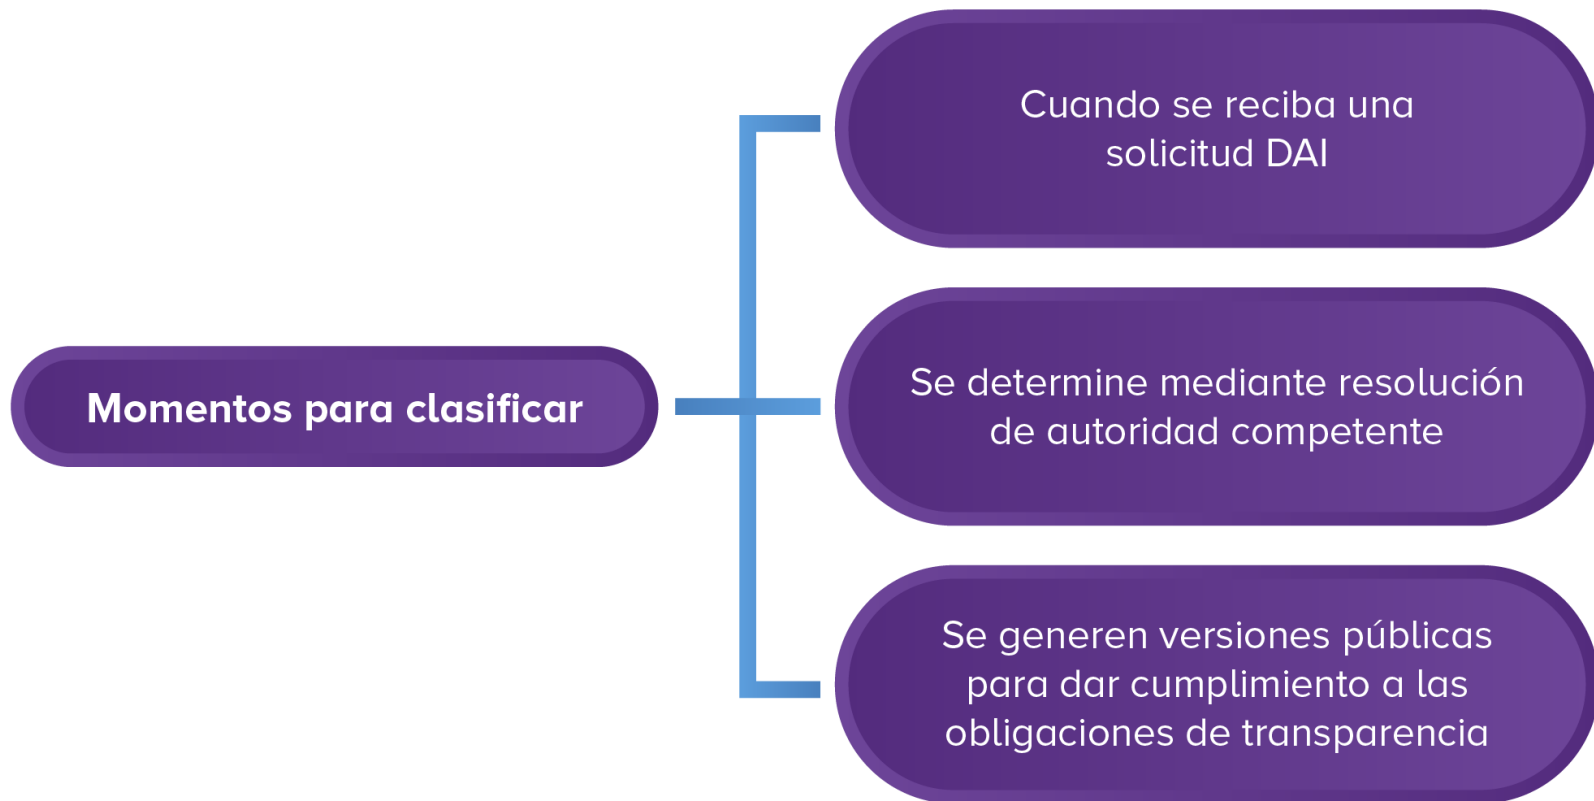 Momentos para clasificar
Cuando se reciba una
solicitud DAI
Se determine mediante resolución
de autoridad competente
Se generen versiones públicas
para dar cumplimiento a las
obligaciones de transparencia